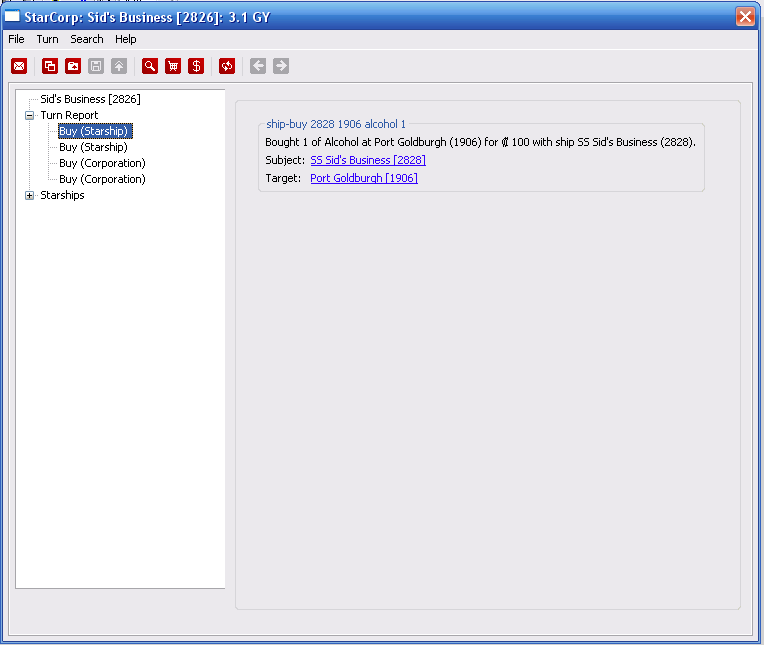 StarCorp: Sid's Business [2826]: 3.1 GY
File Turn Search Help
$
Sid's Business [2826]
Turn Report
Buy (Starship)
Buy (Starship)
Buy (Corporation)
Buy (Corporation)
Starships
ship-buy 2828 1906 alcohol 1
Bought 1 of Alcohol at Port Goldburgh (1906) for ₡ 100 with ship SS Sid's Business (2828).
Subject: SS Sid's Business [2828]
Target: Port Goldburgh [1906]